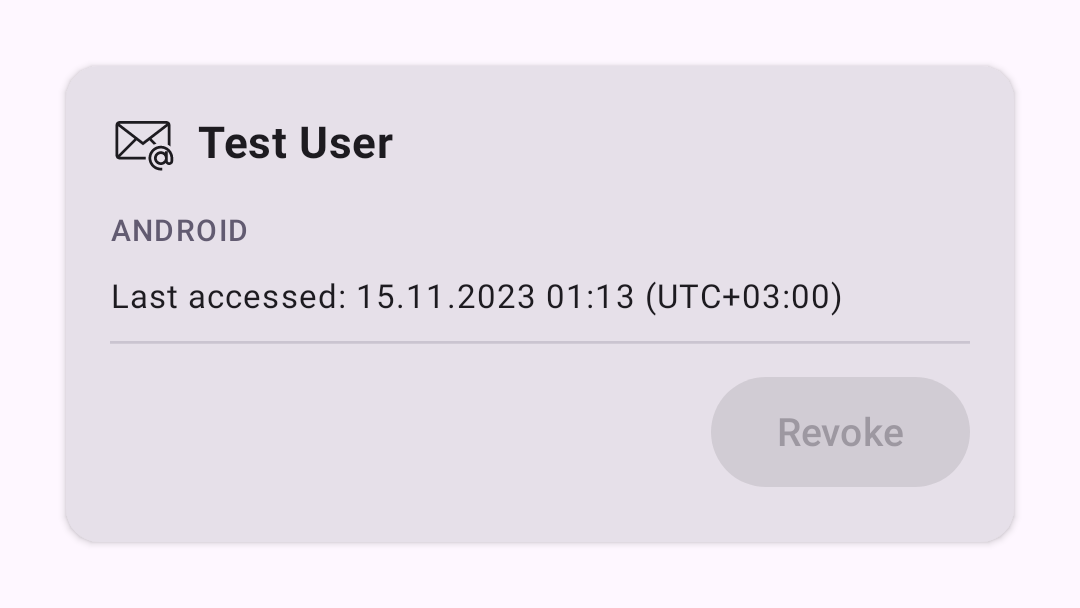 Test User
ANDROID
Last accessed: 15.11.2023 01:13 (UTC+03:00)
Revoke